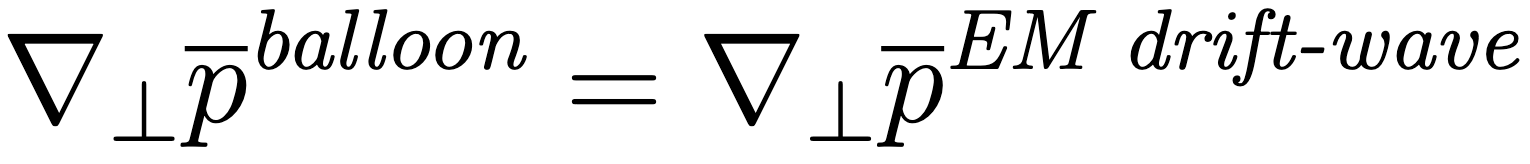 ∇⊥p̅^balloon = ∇⊥p̅^EM drift-wave